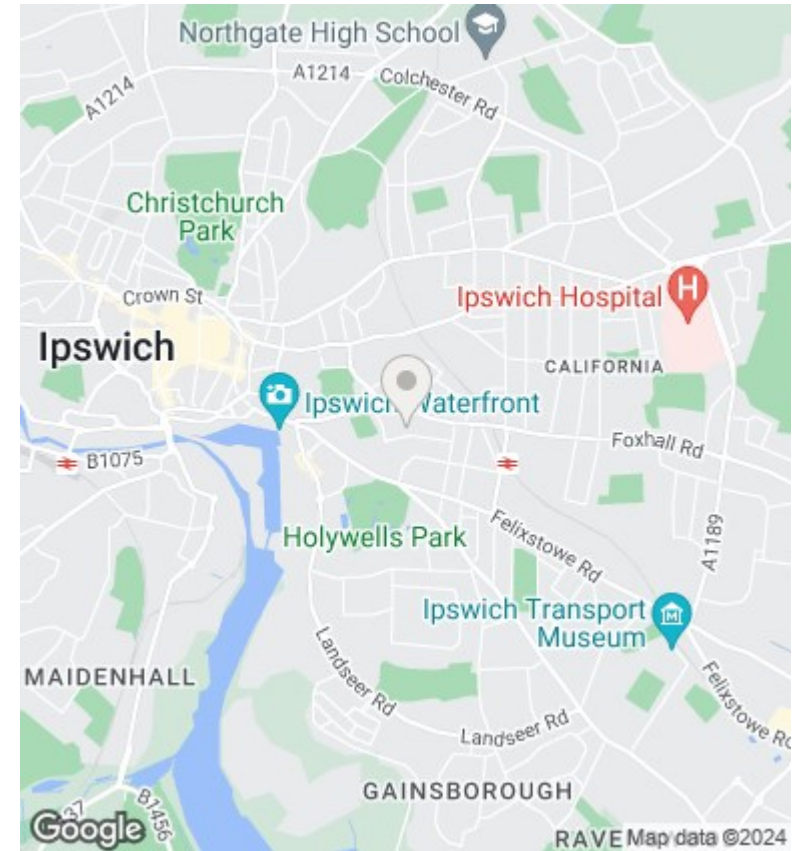 Northgate High School
A1214
Colchester Rd
A1214
Christchurch
Park
Ipswich Hospital
H
Crown St
Ipswich
CALIFORNIA
Ipswich Waterfront
Foxhall Rd
B1075
Holywells Park
Felixstowe Rd
A1189
Ipswich Transport
Museum
MAIDENHALL
Landseer Rd
Felixstowe Rd
Landseer Rd
GAINSBOROUGH
B1456
Google
Map data ©2024